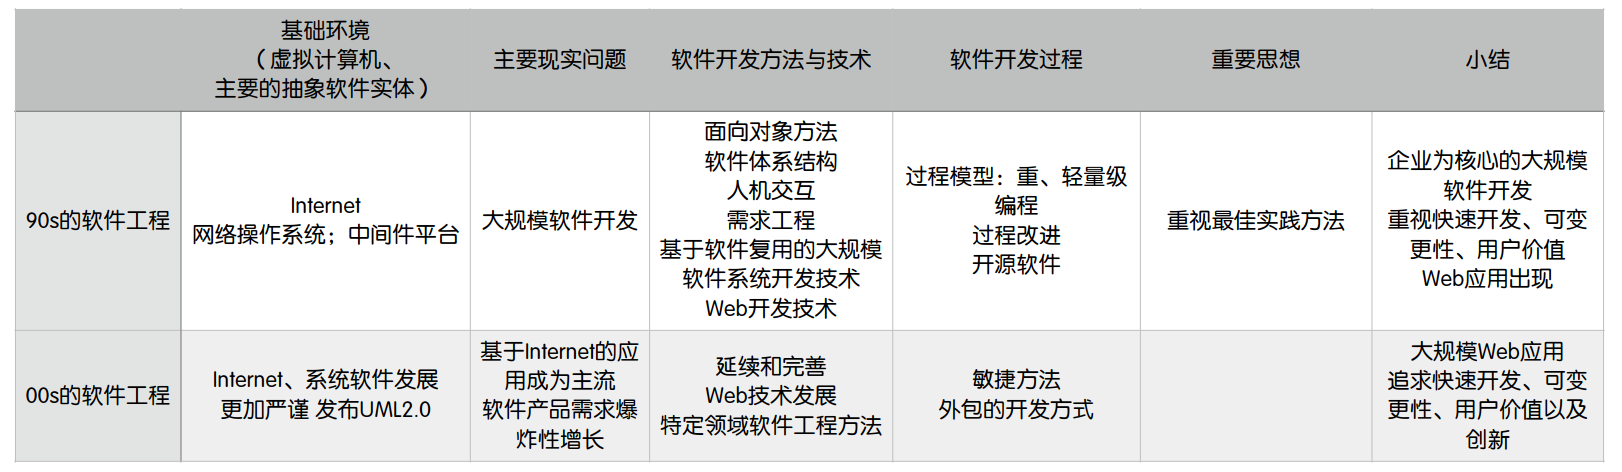 基础环境
（虚拟计算机、
主要的抽象软件实体）
主要现实问题
软件开发方法与技术
软件开发过程
重要思想
小结
90s的软件工程
Internet
网络操作系统；中间件平台
大规模软件开发
面向对象方法
软件体系结构
人机交互
需求工程
基于软件复用的大规模
软件系统开发技术
Web开发技术
过程模型：重、轻量级
编程
过程改进
开源软件
重视最佳实践方法
企业为核心的大规模
软件开发
重视快速开发、可变
更性、用户价值
Web应用出现
00s的软件工程
Internet、系统软件发展
更加严谨 发布UML2.0
基于Internet的应
用成为主流
软件产品需求爆
炸性增长
延续和完善
Web技术发展
特定领域软件工程方法
敏捷方法
外包的开发方式
大规模Web应用
追求快速开发、可变
更性、用户价值以及
创新